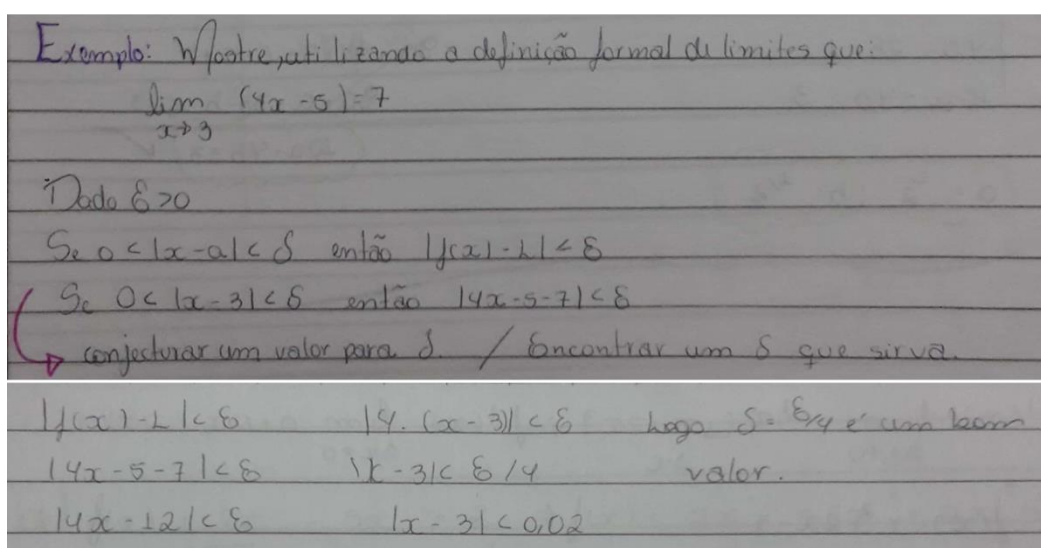 Exemplo: Mostre, utilizando a definição formal de limites que:
lim (4x - 5) = 7
x→3
Dado ε > 0
Se 0 < |x - a| < δ então |f(x) - L| < ε
Se 0 < |x - 3| < δ então |4x - 5 - 7| < ε
conjecturar um valor para δ. / Encontrar um δ que sirva.
|f(x) - L| < ε |4.(x - 3)| < ε Logo δ = ε/4 é um bom
|4x - 5 - 7| < ε |x - 3| < ε/4 valor.
|4x - 12| < ε |x - 3| < 0,02